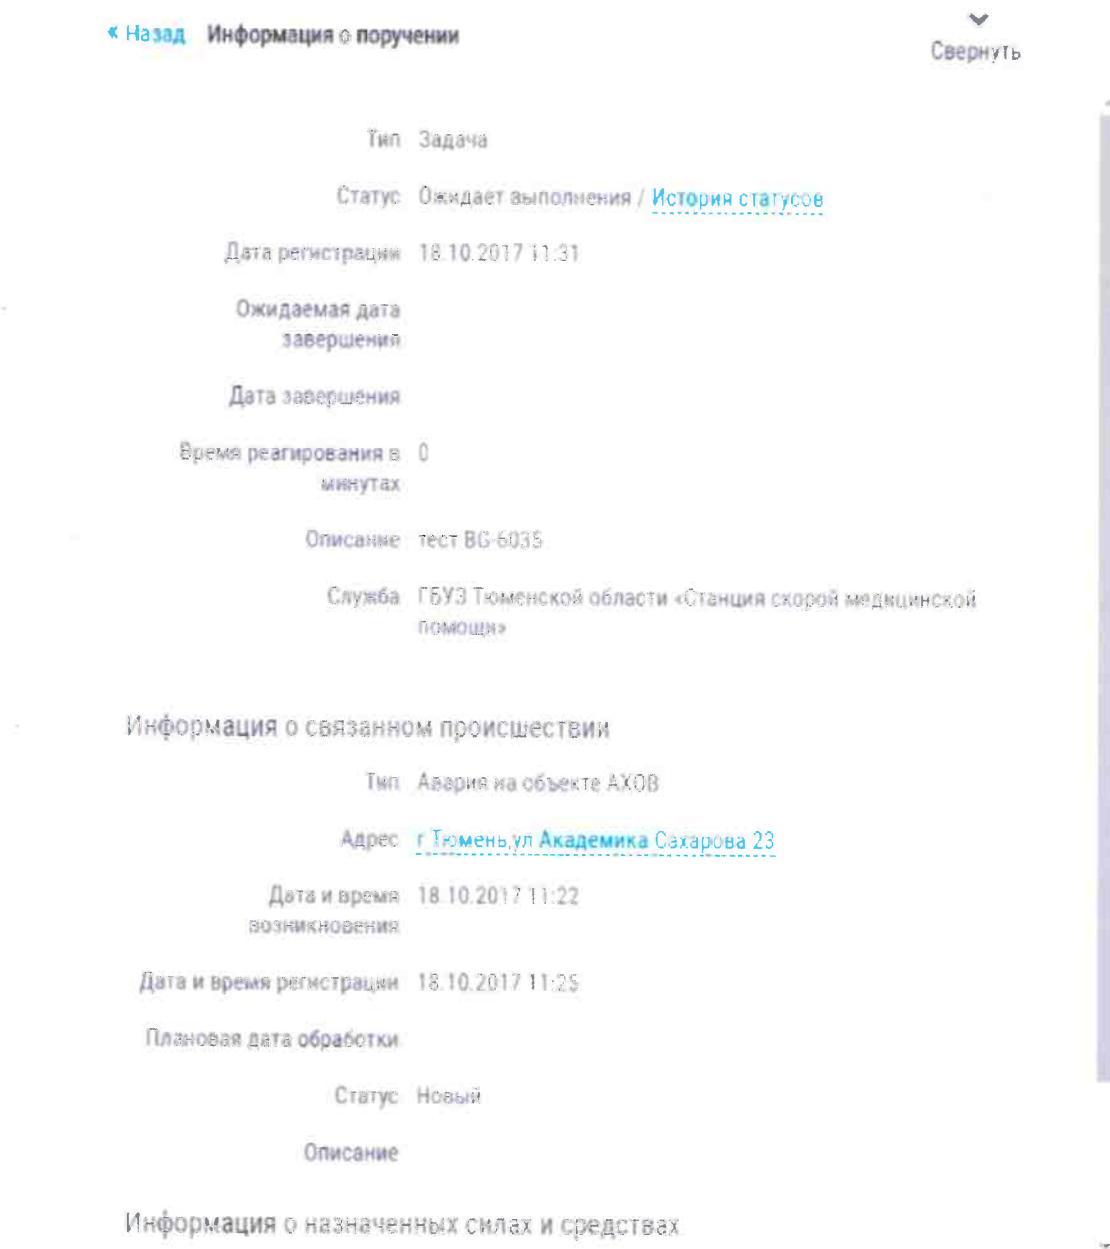 « Назад Информация о поручении
Свернуть
Тип Задача
Статус Ожидает выполнения / История статусов
Дата регистрации 18.10.2017 11:31
Ожидаемая дата
завершений
Дата завершения
Время реагирования в 0
минутах
Описание тест BG-6035
Служба ГБУЗ Тюменской области «Станция скорой медицинской
помощи»
Информация о связанном происшествии
Тип Авария на объекте АХОВ
Адрес г Тюмень,ул Академика Сахарова 23
Дата и время 18.10.2017 11:22
возникновения
Дата и время регистрации 18.10.2017 11:25
Плановая дата обработки
Статус Новый
Описание
Информация о назначенных силах и средствах